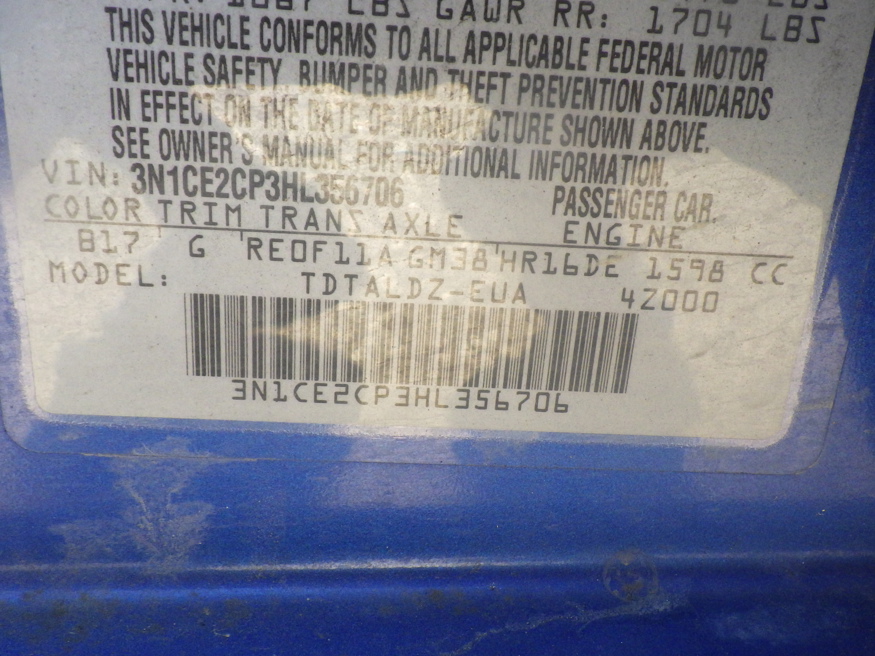 LBS GAWR RR: 1704 LBS
THIS VEHICLE CONFORMS TO ALL APPLICABLE FEDERAL MOTOR
VEHICLE SAFETY, BUMPER AND THEFT PREVENTION STANDARDS
IN EFFECT ON THE DATE OF MANUFACTURE SHOWN ABOVE.
SEE OWNER'S MANUAL FOR ADDITIONAL INFORMATION.
VIN: 3N1CE2CP3HL356706 PASSENGER CAR.
COLOR TRIM TRANS AXLE ENGINE
B17 G RE0F11A GM38 HR16DE 1598 CC
MODEL: TDTALDZ-EUA 4Z000
3N1CE2CP3HL356706